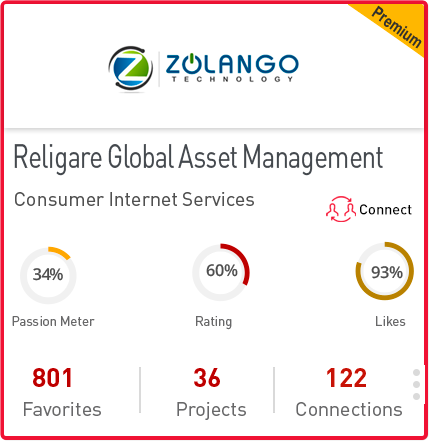 Premium
ZOLANGO
TECHNOLOGY
Religare Global Asset Management
Consumer Internet Services
Connect
34%
60%
93%
Passion Meter
Rating
Likes
801
36
122
Favorites
Projects
Connections